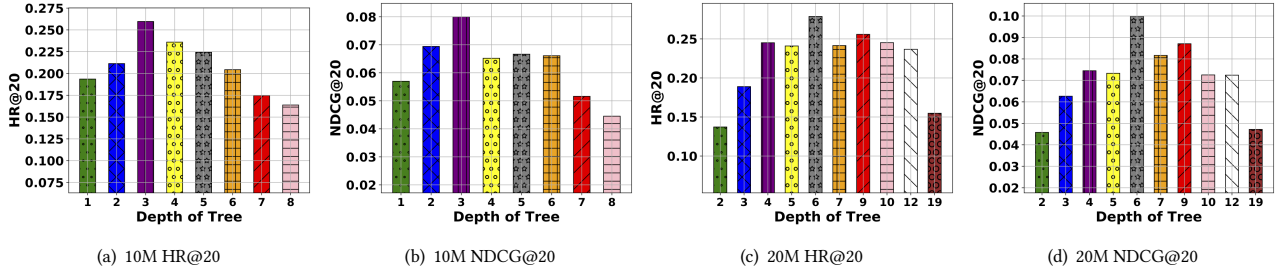 HR@20
0.275
0.250
0.225
0.200
0.175
0.150
0.125
0.100
0.075
1 2 3 4 5 6 7 8
Depth of Tree
(a) 10M HR@20
NDCG@20
0.08
0.07
0.06
0.05
0.04
0.03
0.02
1 2 3 4 5 6 7 8
Depth of Tree
(b) 10M NDCG@20
HR@20
0.25
0.20
0.15
0.10
2 3 4 5 6 7 9 10 12 19
Depth of Tree
(c) 20M HR@20
NDCG@20
0.10
0.09
0.08
0.07
0.06
0.05
0.04
0.03
0.02
2 3 4 5 6 7 9 10 12 19
Depth of Tree
(d) 20M NDCG@20